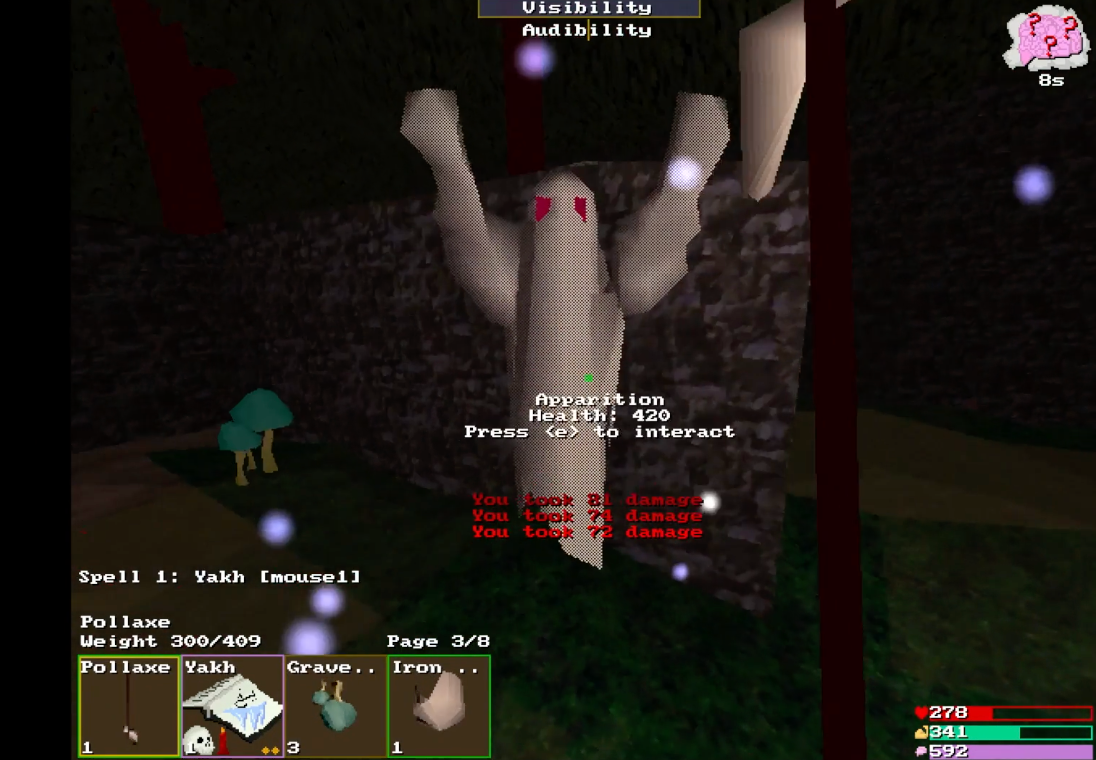 Visibility
Audibility
? ? ?
8s
Apparition
Health: 420
Press <e> to interact
You took 81 damage
You took 71 damage
You took 72 damage
Spell 1: Yakh [mouse1]
Pollaxe
Weight 300/409
Page 3/8
Pollaxe
Yakh
Grave..
Iron ..
1
1
3
1
278
341
592